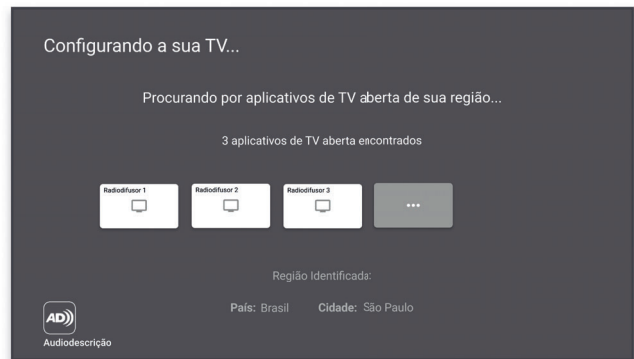 Configurando a sua TV...
Procurando por aplicativos de TV aberta de sua região...
3 aplicativos de TV aberta encontrados
Radiodifusor 1
Radiodifusor 2
Radiodifusor 3
...
Região Identificada:
País: Brasil Cidade: São Paulo
AD))
Audiodescrição